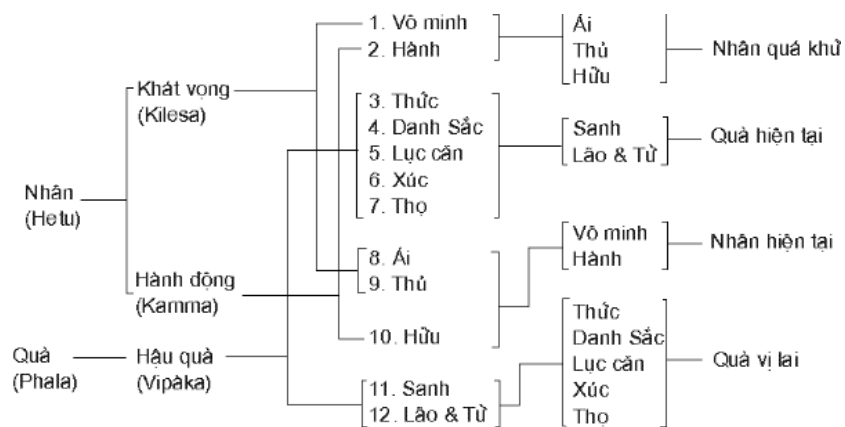 Nhân
(Hetu)
Quả
(Phala)
Khát vọng
(Kilesa)
Hành động
(Kamma)
Hậu quả
(Vipàka)
1. Vô minh
2. Hành
3. Thức
4. Danh Sắc
5. Lục căn
6. Xúc
7. Thọ
8. Ái
9. Thủ
10. Hữu
11. Sanh
12. Lão & Tử
Ái
Thủ
Hữu
Sanh
Lão & Tử
Vô minh
Hành
Thức
Danh Sắc
Lục căn
Xúc
Thọ
Nhân quá khứ
Quả hiện tại
Nhân hiện tại
Quả vị lai